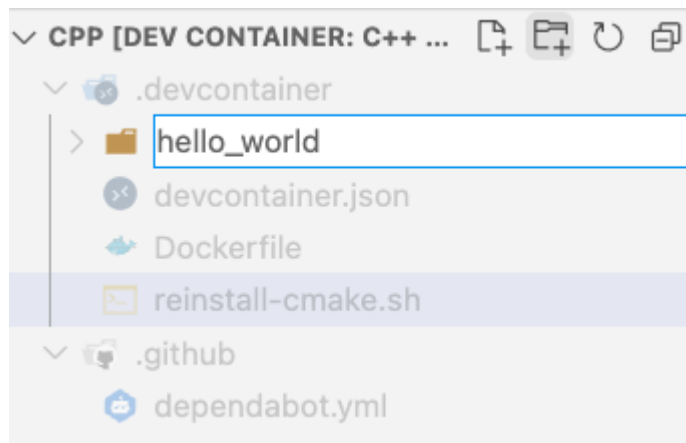 CPP [DEV CONTAINER: C++ ...
.devcontainer
hello_world
devcontainer.json
Dockerfile
reinstall-cmake.sh
.github
dependabot.yml